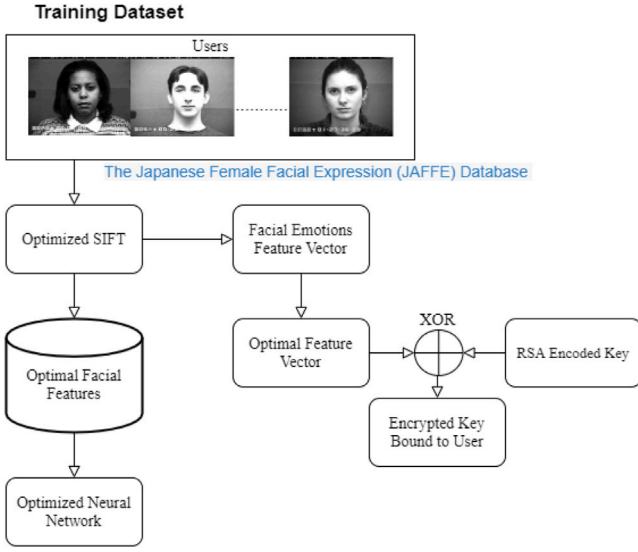 Training Dataset
Users
The Japanese Female Facial Expression (JAFFE) Database
Optimized SIFT
Facial Emotions
Feature Vector
XOR
Optimal Feature
Vector
RSA Encoded Key
Optimal Facial
Features
Encrypted Key
Bound to User
Optimized Neural
Network